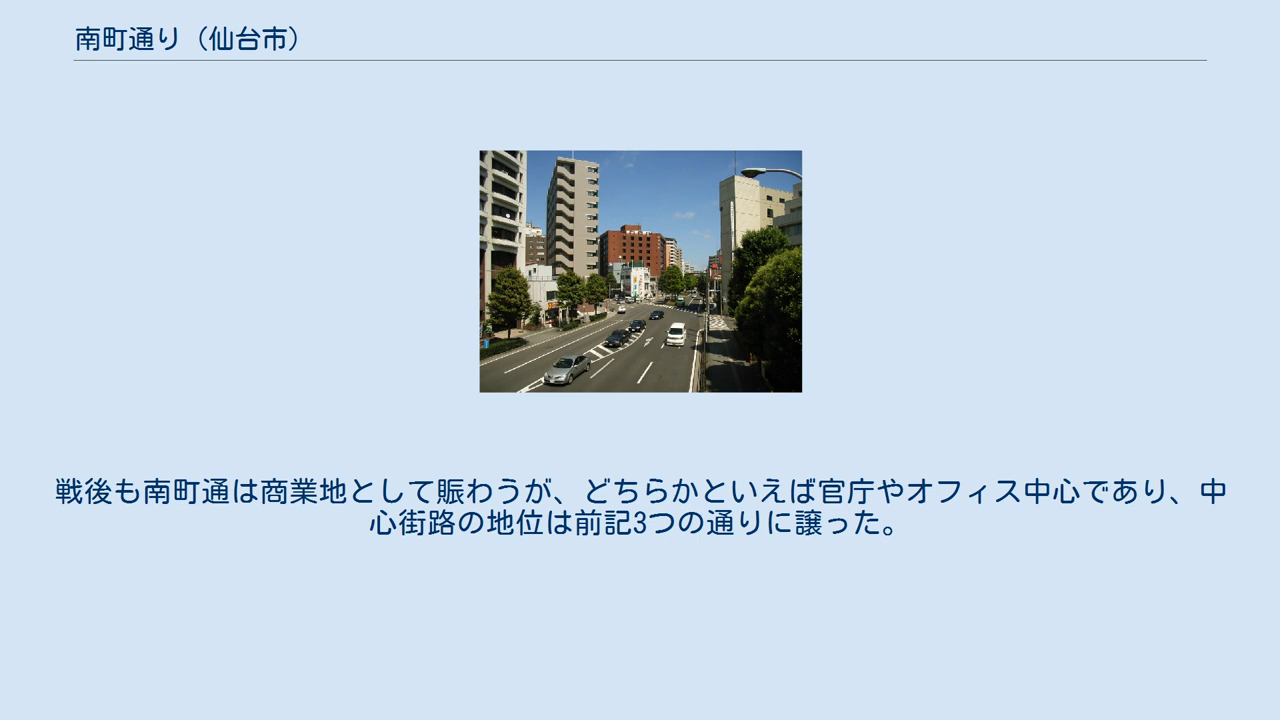 南町通り（仙台市）
戦後も南町通は商業地として賑わうが、どちらかといえば官庁やオフィス中心であり、中
心街路の地位は前記3つの通りに譲った。